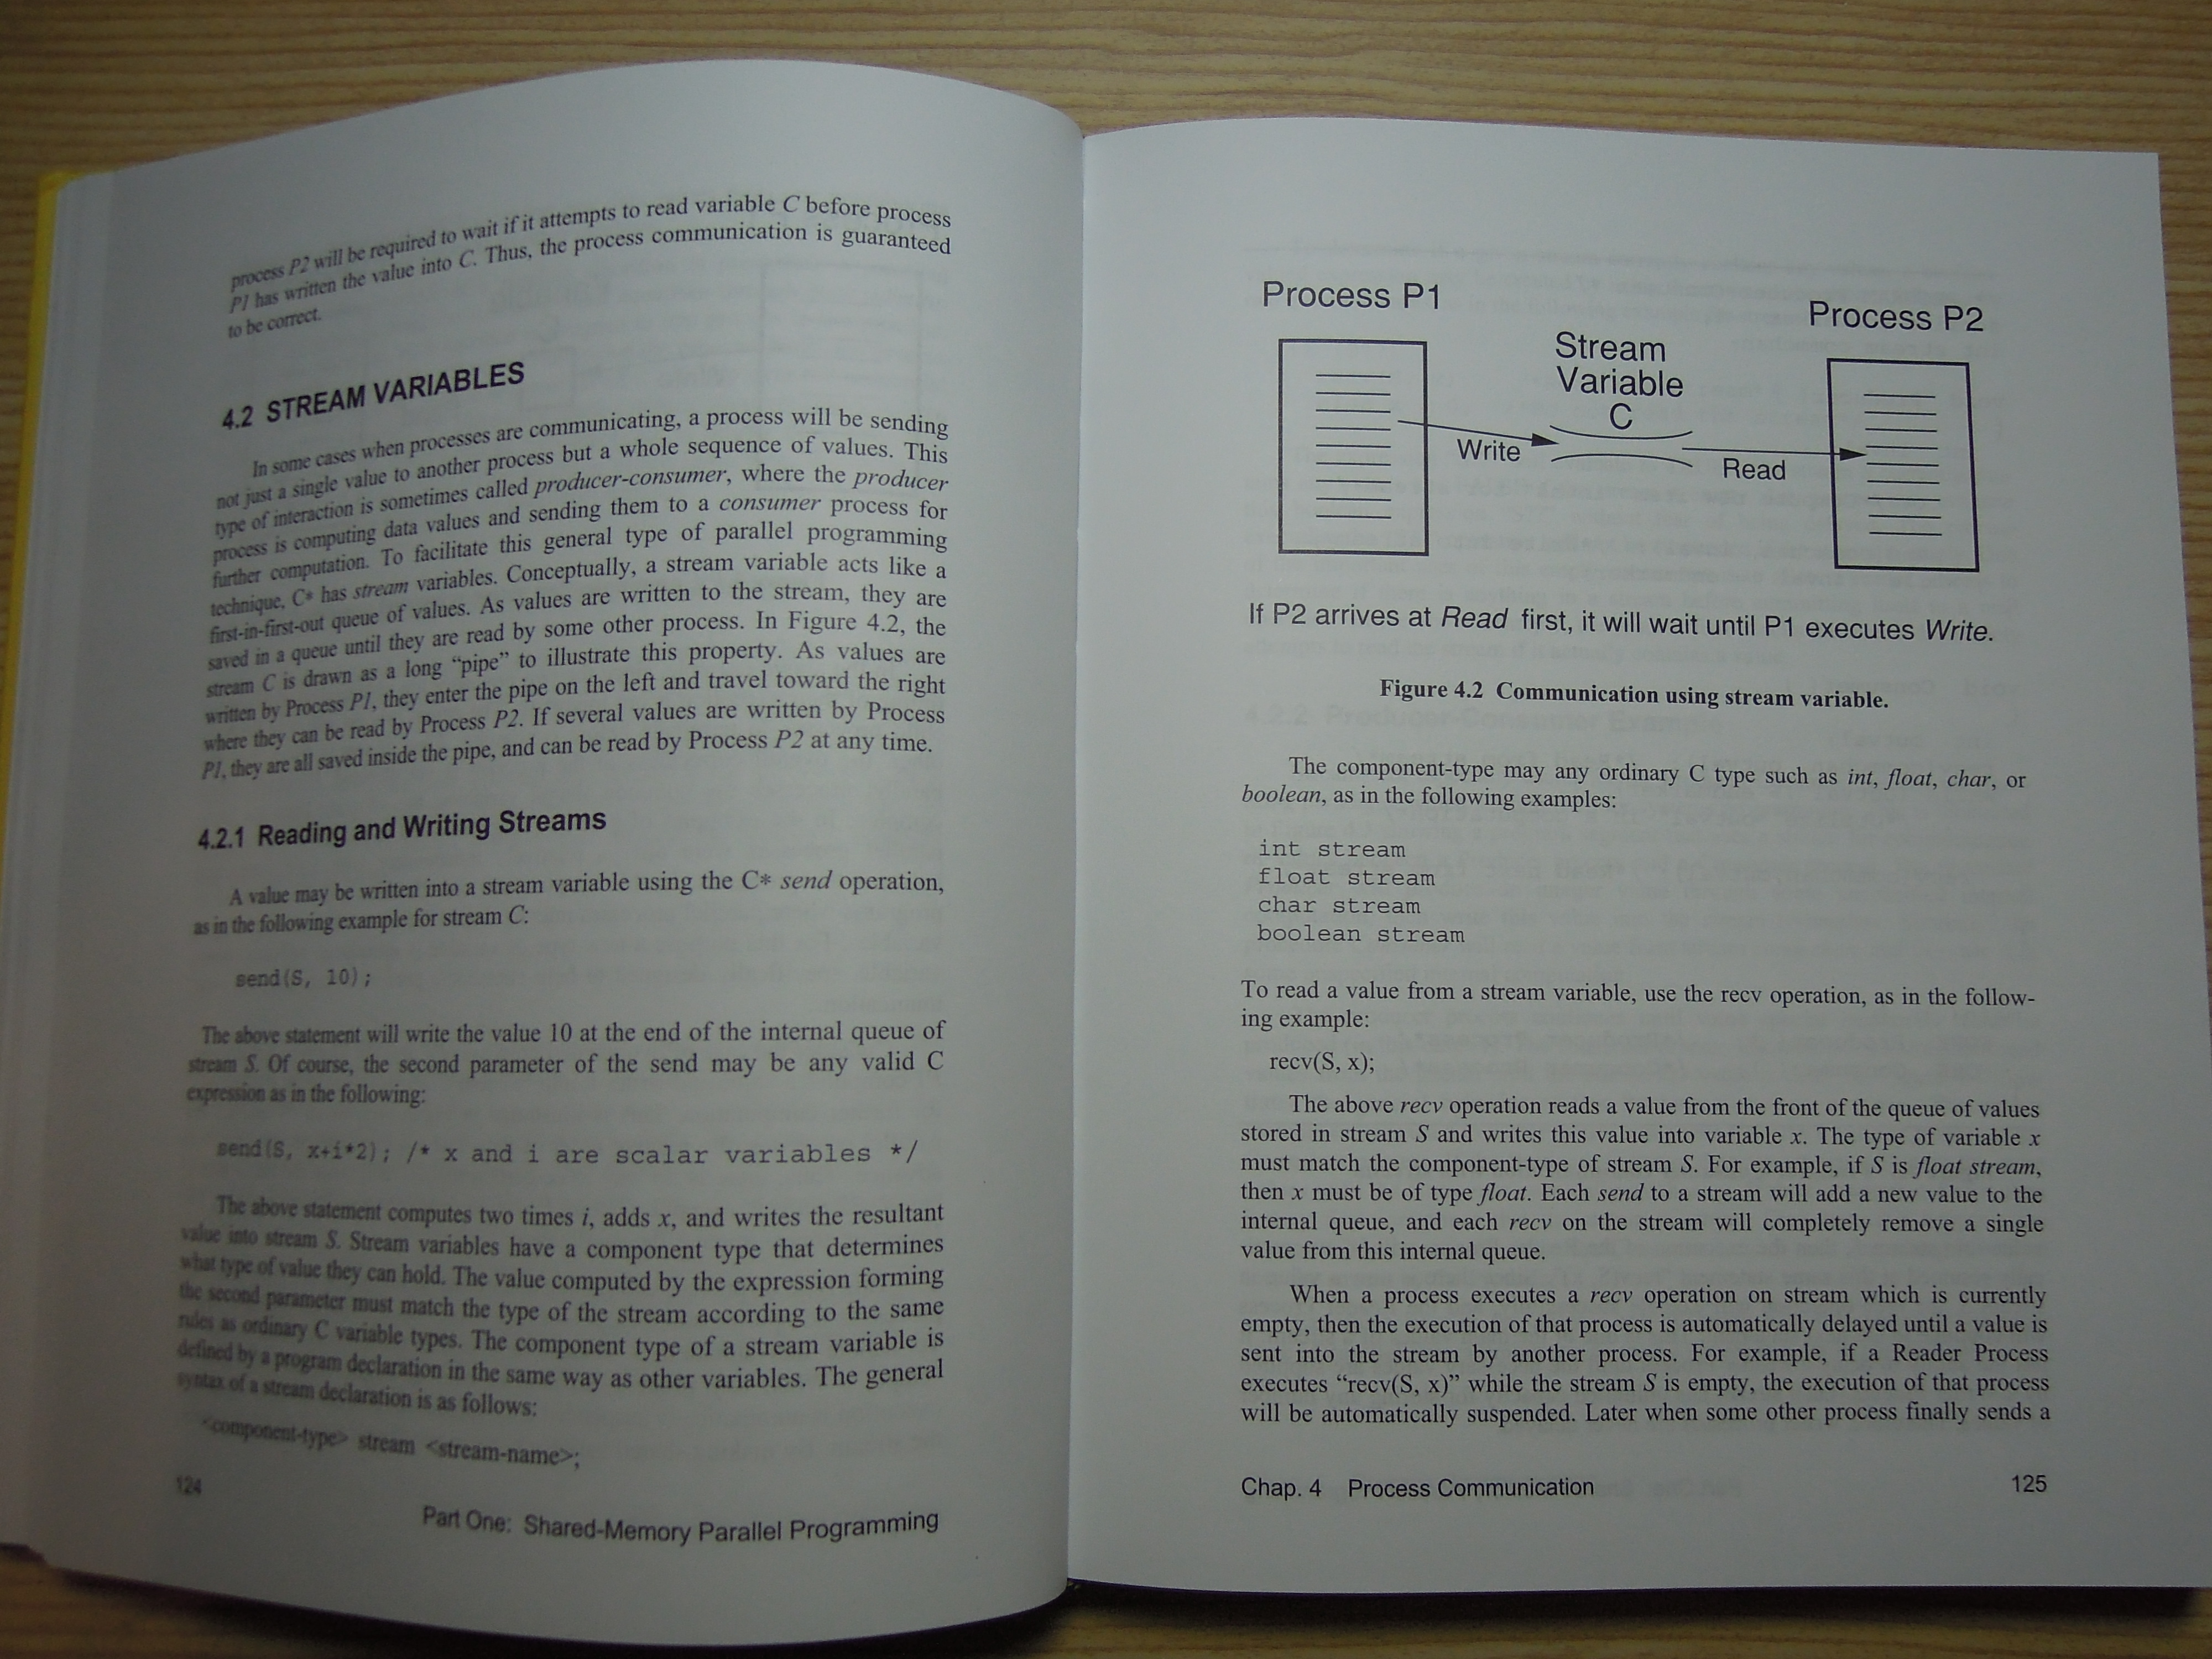 process P2 will be required to wait if it attempts to read variable C before process
P1 has written the value into C. Thus, the process communication is guaranteed
to be correct.
4.2 STREAM VARIABLES
In some cases when processes are communicating, a process will be sending
not just a single value to another process but a whole sequence of values. This
type of interaction is sometimes called producer-consumer, where the producer
process is computing data values and sending them to a consumer process for
further computation. To facilitate this general type of parallel programming
technique, C* has stream variables. Conceptually, a stream variable acts like a
first-in-first-out queue of values. As values are written to the stream, they are
saved in a queue until they are read by some other process. In Figure 4.2, the
stream C is drawn as a long “pipe” to illustrate this property. As values are
written by Process P1, they enter the pipe on the left and travel toward the right
where they can be read by Process P2. If several values are written by Process
P1, they are all saved inside the pipe, and can be read by Process P2 at any time.
4.2.1 Reading and Writing Streams
A value may be written into a stream variable using the C* send operation,
as in the following example for stream C:
send(S, 10);
The above statement will write the value 10 at the end of the internal queue of
stream S. Of course, the second parameter of the send may be any valid C
expression as in the following:
send(S, x+i*2); /* x and i are scalar variables */
The above statement computes two times i, adds x, and writes the resultant
value into stream S. Stream variables have a component type that determines
what type of value they can hold. The value computed by the expression forming
the second parameter must match the type of the stream according to the same
rules as ordinary C variable types. The component type of a stream variable is
defined by a program declaration in the same way as other variables. The general
syntax of a stream declaration is as follows:
<component-type> stream <stream-name>;
124
Part One: Shared-Memory Parallel Programming
Process P1
Process P2
Stream
Variable
C
Write
Read
If P2 arrives at Read first, it will wait until P1 executes Write.
Figure 4.2 Communication using stream variable.
The component-type may any ordinary C type such as int, float, char, or
boolean, as in the following examples:
int stream
float stream
char stream
boolean stream
To read a value from a stream variable, use the recv operation, as in the follow-
ing example:
recv(S, x);
The above recv operation reads a value from the front of the queue of values
stored in stream S and writes this value into variable x. The type of variable x
must match the component-type of stream S. For example, if S is float stream,
then x must be of type float. Each send to a stream will add a new value to the
internal queue, and each recv on the stream will completely remove a single
value from this internal queue.
When a process executes a recv operation on stream which is currently
empty, then the execution of that process is automatically delayed until a value is
sent into the stream by another process. For example, if a Reader Process
executes “recv(S, x)” while the stream S is empty, the execution of that process
will be automatically suspended. Later when some other process finally sends a
Chap. 4 Process Communication
125